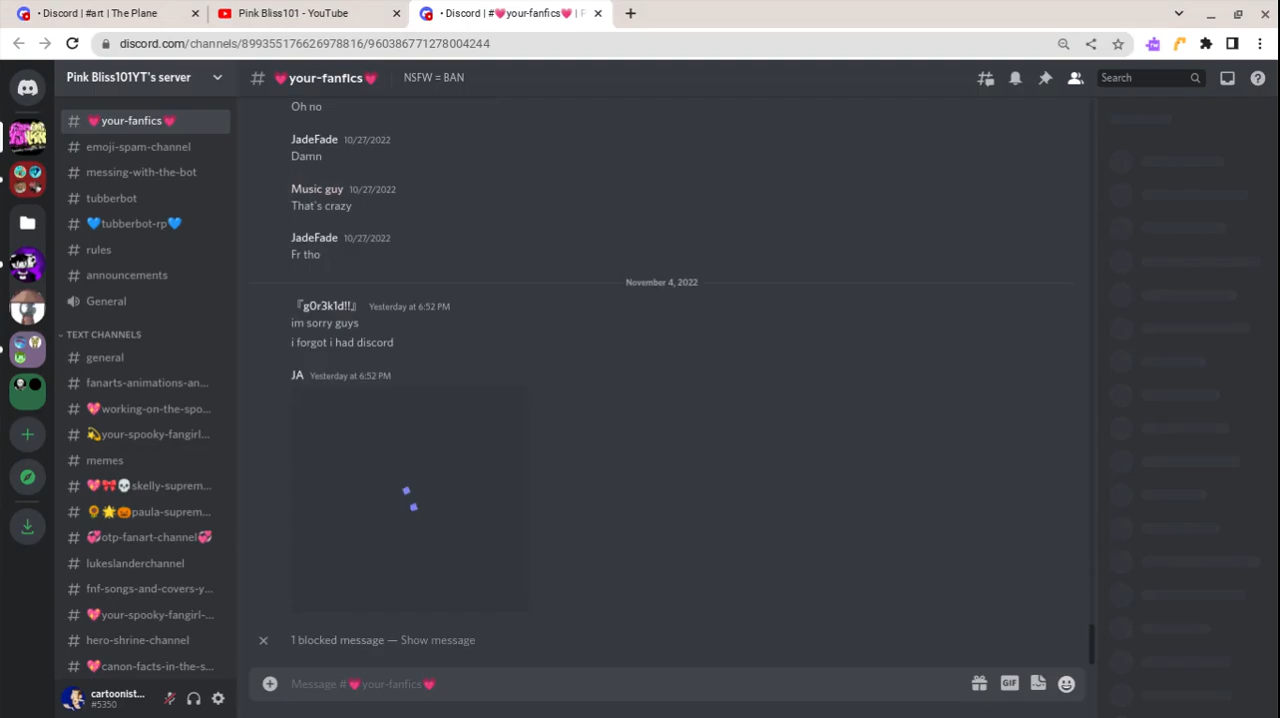 • Discord | #art | The Plane
Pink Bliss101 - YouTube
• Discord | #💗your-fanfics💗 | P
discord.com/channels/899355176626978816/960386771278004244
Pink Bliss101YT's server
# 💗your-fanfics💗
NSFW = BAN
Search
# 💗your-fanfics💗
# emoji-spam-channel
# messing-with-the-bot
# tubberbot
# 💙tubberbot-rp💙
# rules
# announcements
General
TEXT CHANNELS
# general
# fanarts-animations-an...
# 💖working-on-the-spo...
# 💫your-spooky-fangirl...
# memes
# 💖🎀💀skelly-suprem...
# 🌻🌟🎃paula-suprem...
# 💞otp-fanart-channel💞
# lukeslanderchannel
# fnf-songs-and-covers-y...
# 💖your-spooky-fangirl-...
# hero-shrine-channel
# 💖canon-facts-in-the-s...
cartoonist...
#5350
Oh no
JadeFade 10/27/2022
Damn
Music guy 10/27/2022
That's crazy
JadeFade 10/27/2022
Fr tho
November 4, 2022
『g0r3k1d!!』 Yesterday at 6:52 PM
im sorry guys
i forgot i had discord
JA Yesterday at 6:52 PM
1 blocked message — Show message
Message #💗your-fanfics💗
GIF